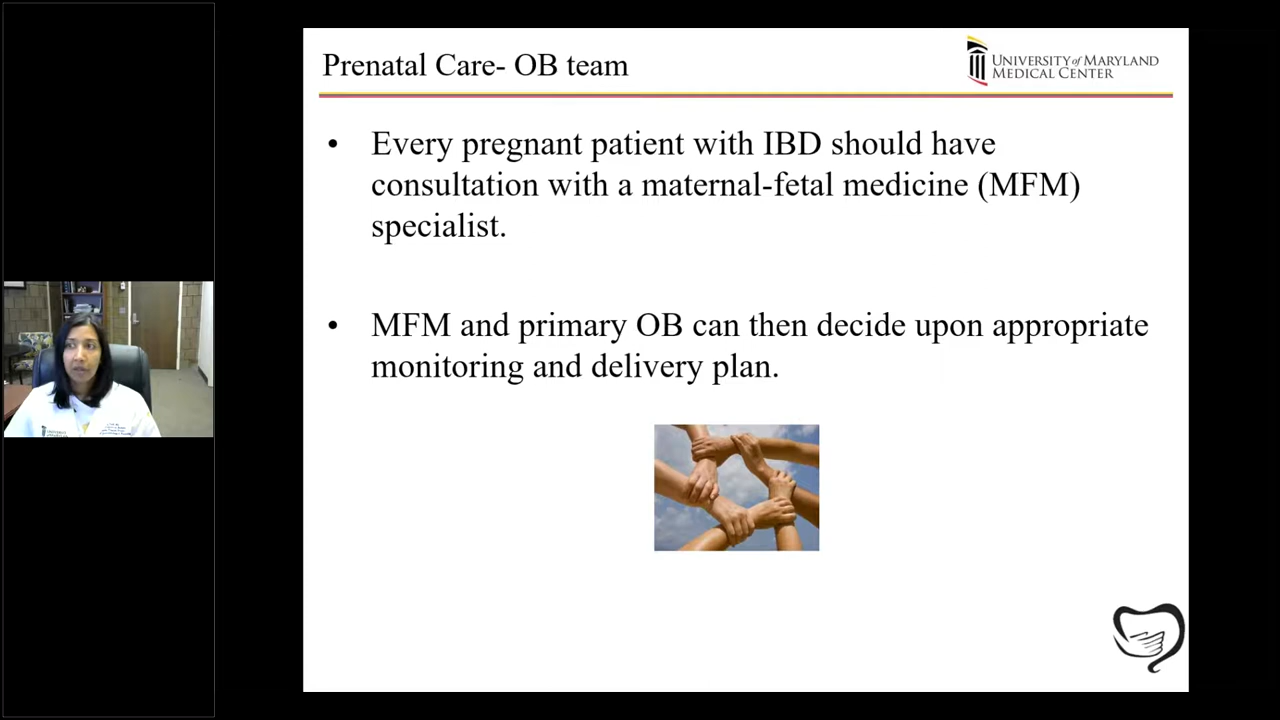 Prenatal Care- OB team
UNIVERSITY of MARYLAND
MEDICAL CENTER
• Every pregnant patient with IBD should have
consultation with a maternal-fetal medicine (MFM)
specialist.
• MFM and primary OB can then decide upon appropriate
monitoring and delivery plan.